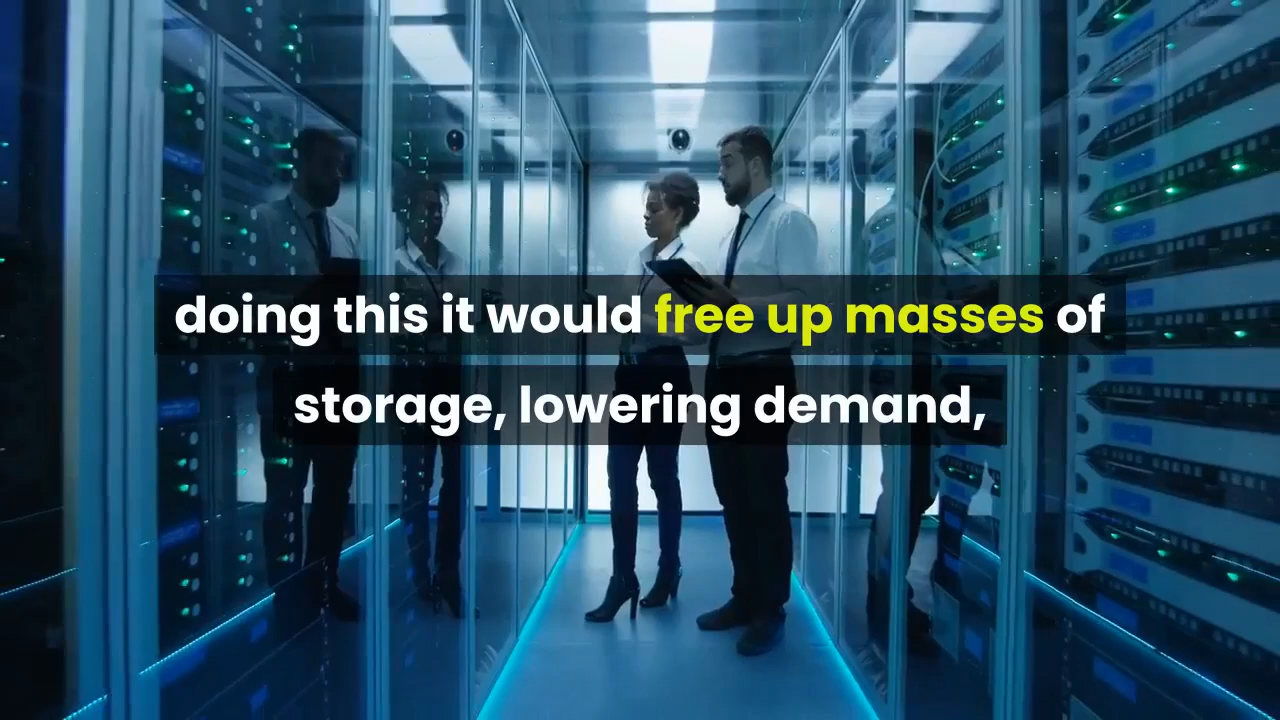 doing this it would free up masses of
storage, lowering demand,